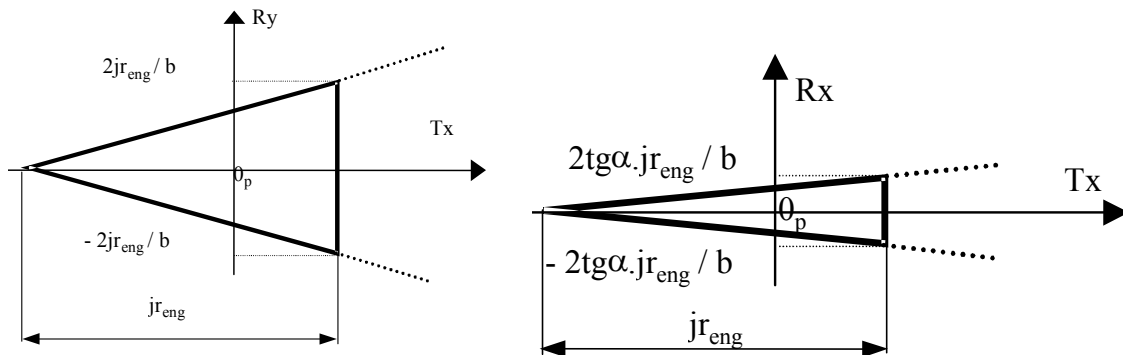 Ry
2jr_eng / b
Tx
0_p
- 2jr_eng / b
jr_eng
Rx
2tgα.jr_eng / b
Tx
0_p
- 2tgα.jr_eng / b
jr_eng